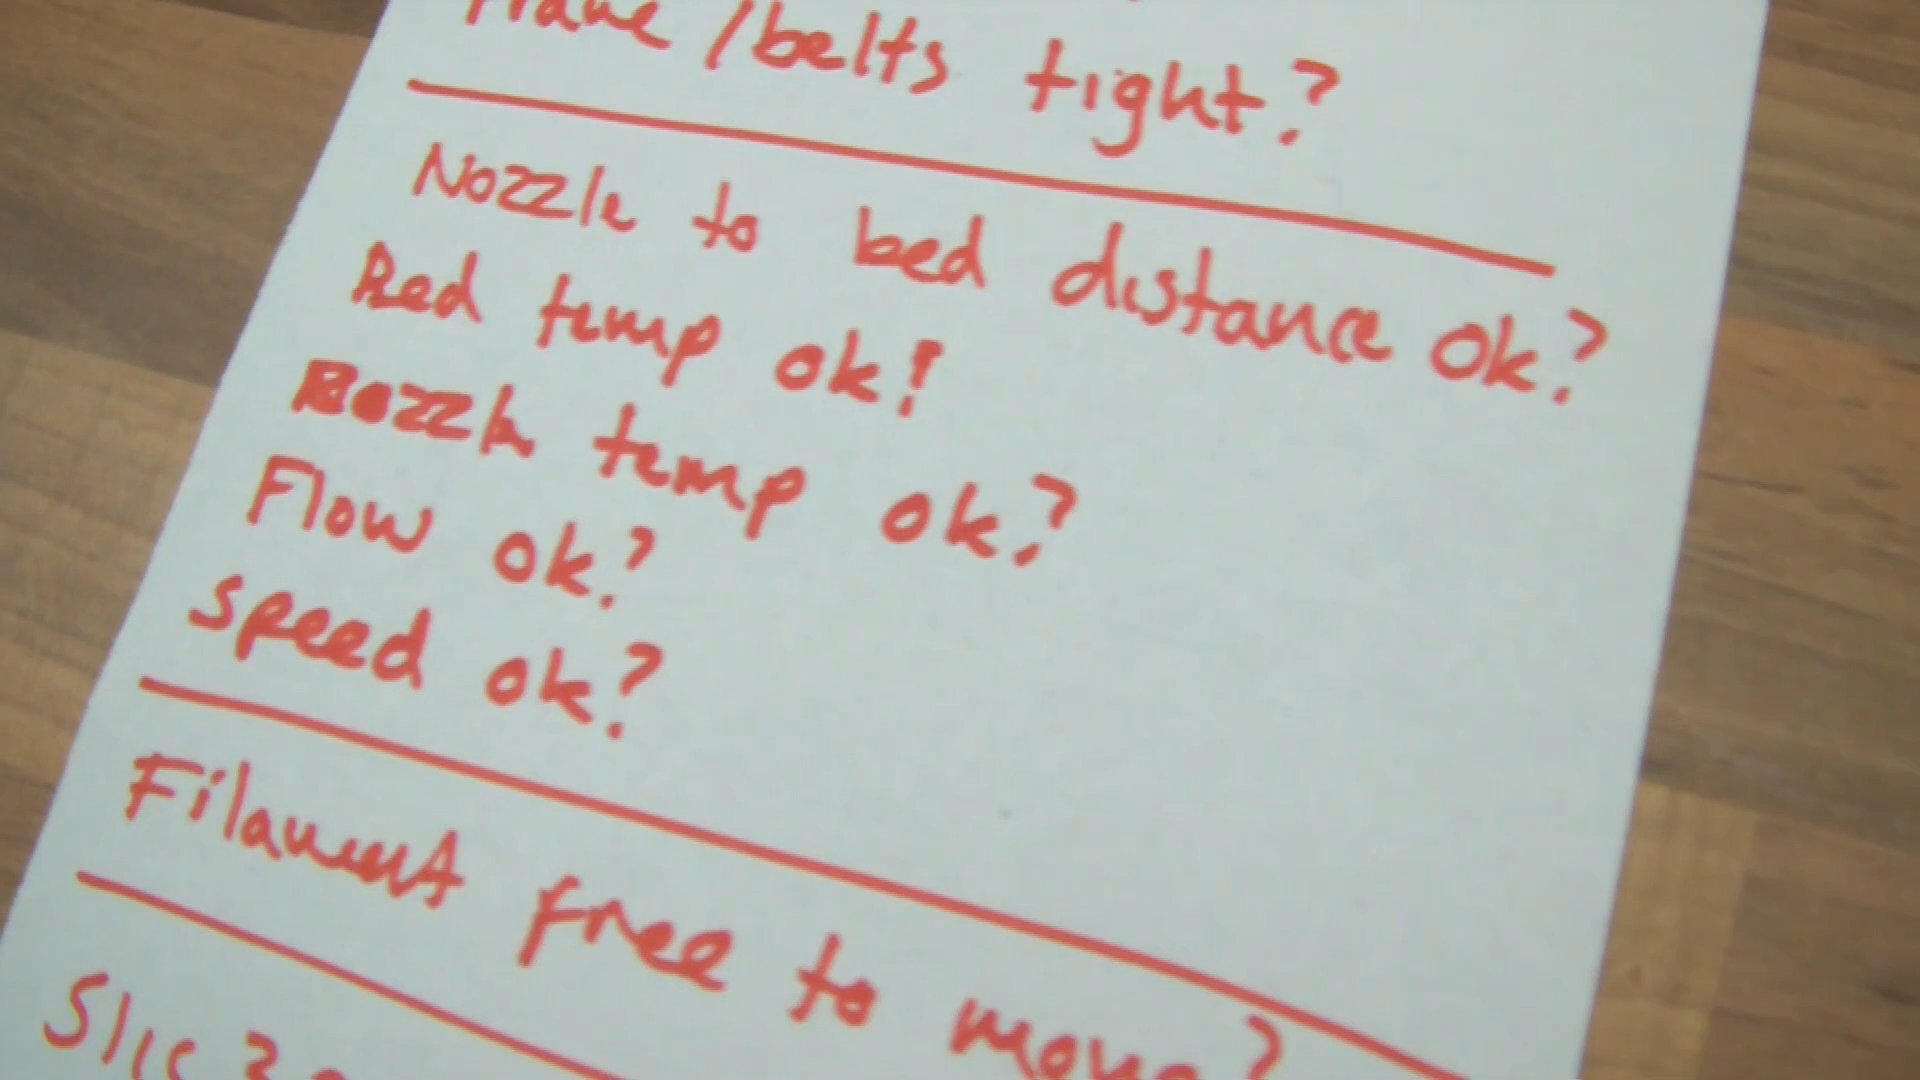 /belts tight?
Nozzle to bed distance ok?
Bed temp ok?
Nozzle temp ok?
Flow ok?
speed ok?
Filament free to move?